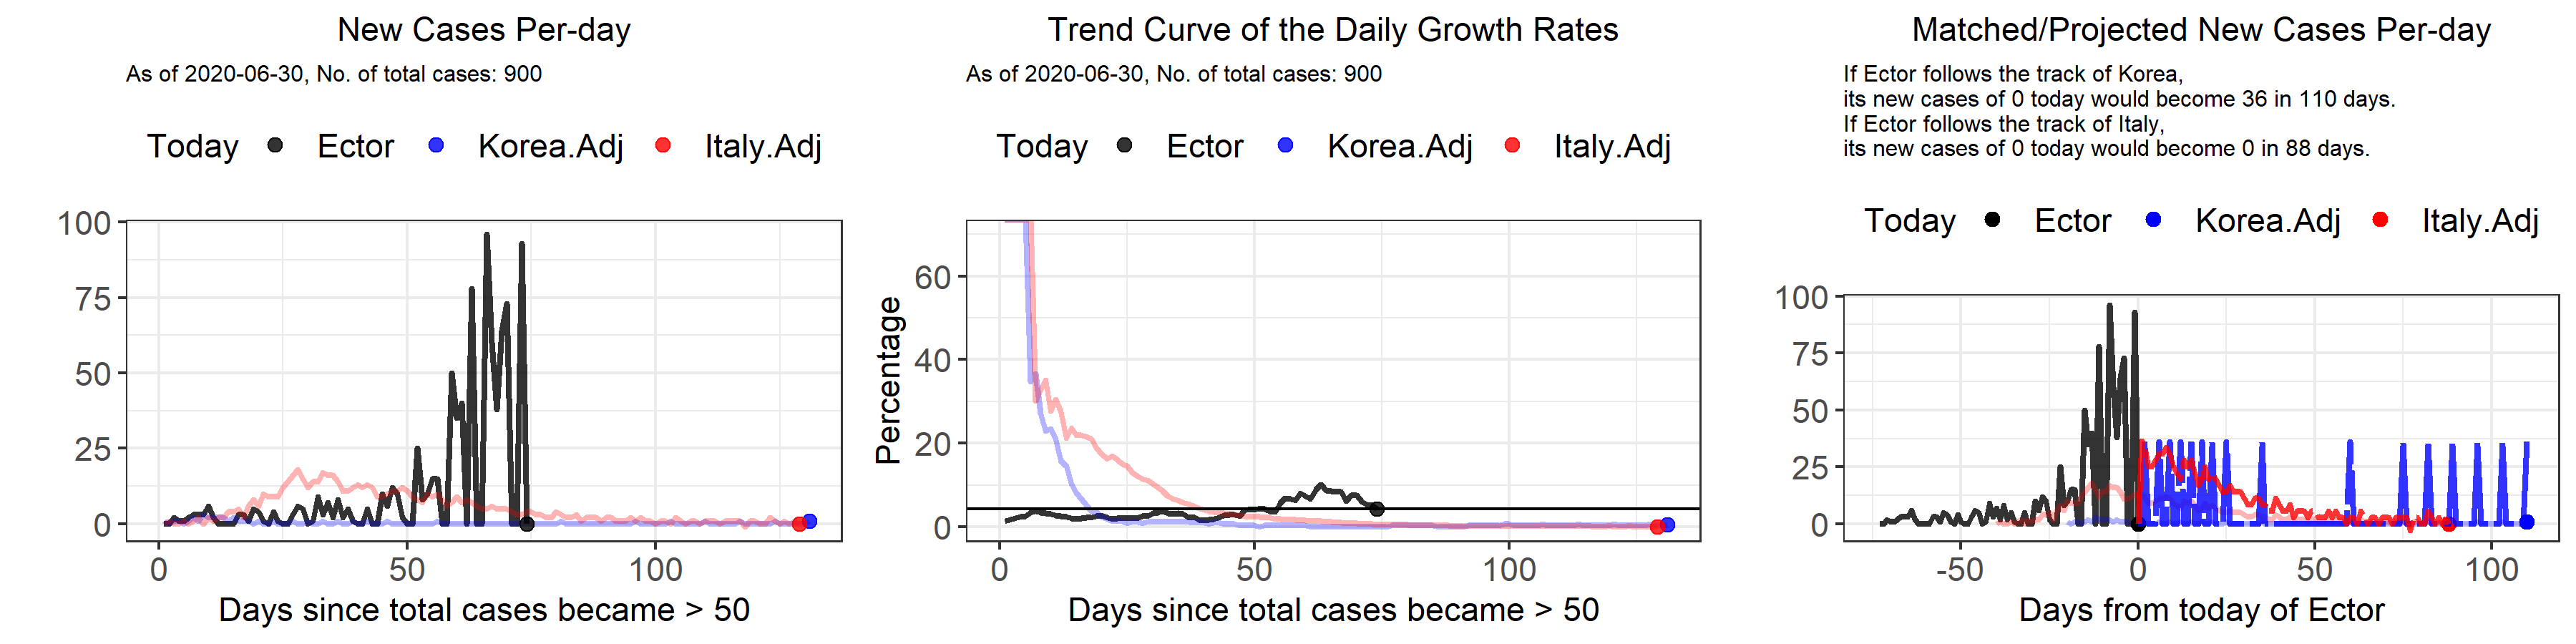 New Cases Per-day
As of 2020-06-30, No. of total cases: 900
Today Ector Korea.Adj Italy.Adj
100
75
50
25
0
0 50 100
Days since total cases became > 50
Trend Curve of the Daily Growth Rates
As of 2020-06-30, No. of total cases: 900
Today Ector Korea.Adj Italy.Adj
Percentage
60
40
20
0
0 50 100
Days since total cases became > 50
Matched/Projected New Cases Per-day
If Ector follows the track of Korea,
its new cases of 0 today would become 36 in 110 days.
If Ector follows the track of Italy,
its new cases of 0 today would become 0 in 88 days.
Today Ector Korea.Adj Italy.Adj
100
75
50
25
0
-50 0 50 100
Days from today of Ector